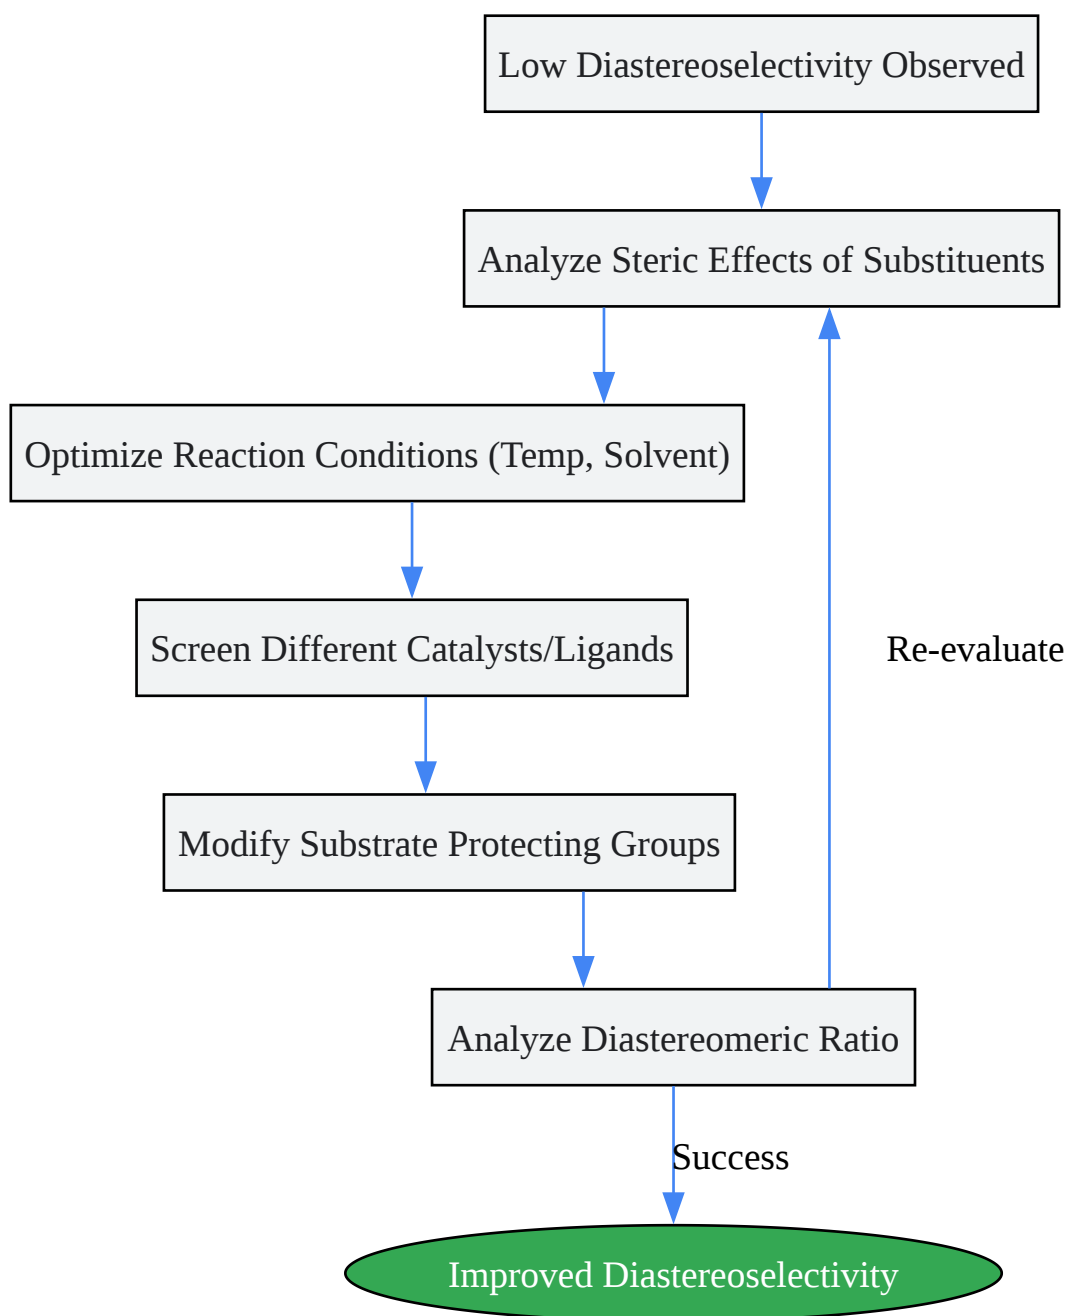 Low Diastereoselectivity Observed
Analyze Steric Effects of Substituents
Optimize Reaction Conditions (Temp, Solvent)
Screen Different Catalysts/Ligands
Re-evaluate
Modify Substrate Protecting Groups
Analyze Diastereomeric Ratio
Success
Improved Diastereoselectivity